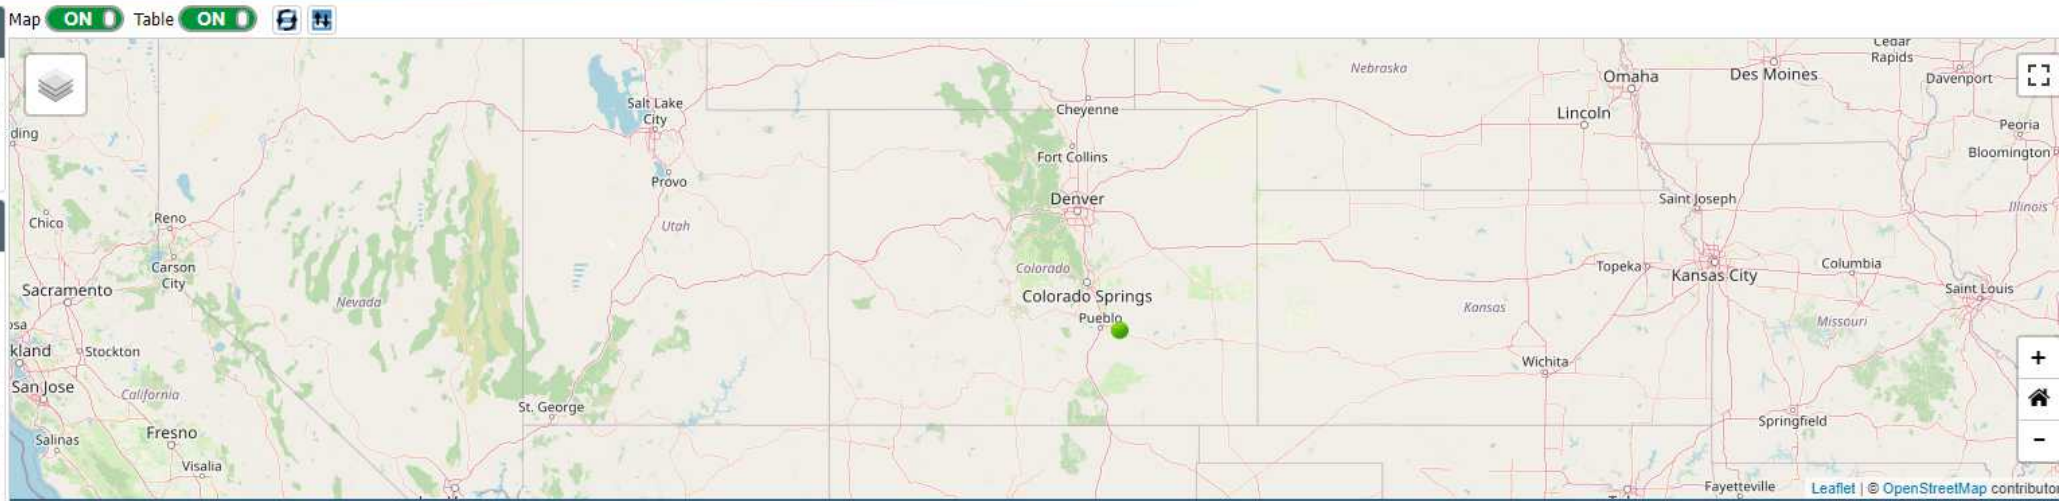 Map ON Table ON
Cedar
Rapids
Nebraska
Omaha
Des Moines
Davenport
Salt Lake
City
Cheyenne
Lincoln
Peoria
ding
Fort Collins
Bloomington
Provo
Denver
Saint Joseph
Illinois
Chico
Reno
Utah
Carson
City
Colorado
Topeka
Kansas City
Columbia
Sacramento
Nevada
Colorado Springs
Kansas
Saint Louis
osa
Pueblo
Missouri
kland
Stockton
Wichita
+
San Jose
California
St. George
Springfield
Salinas
Fresno
−
Visalia
Fayetteville
Leaflet | © OpenStreetMap contributor